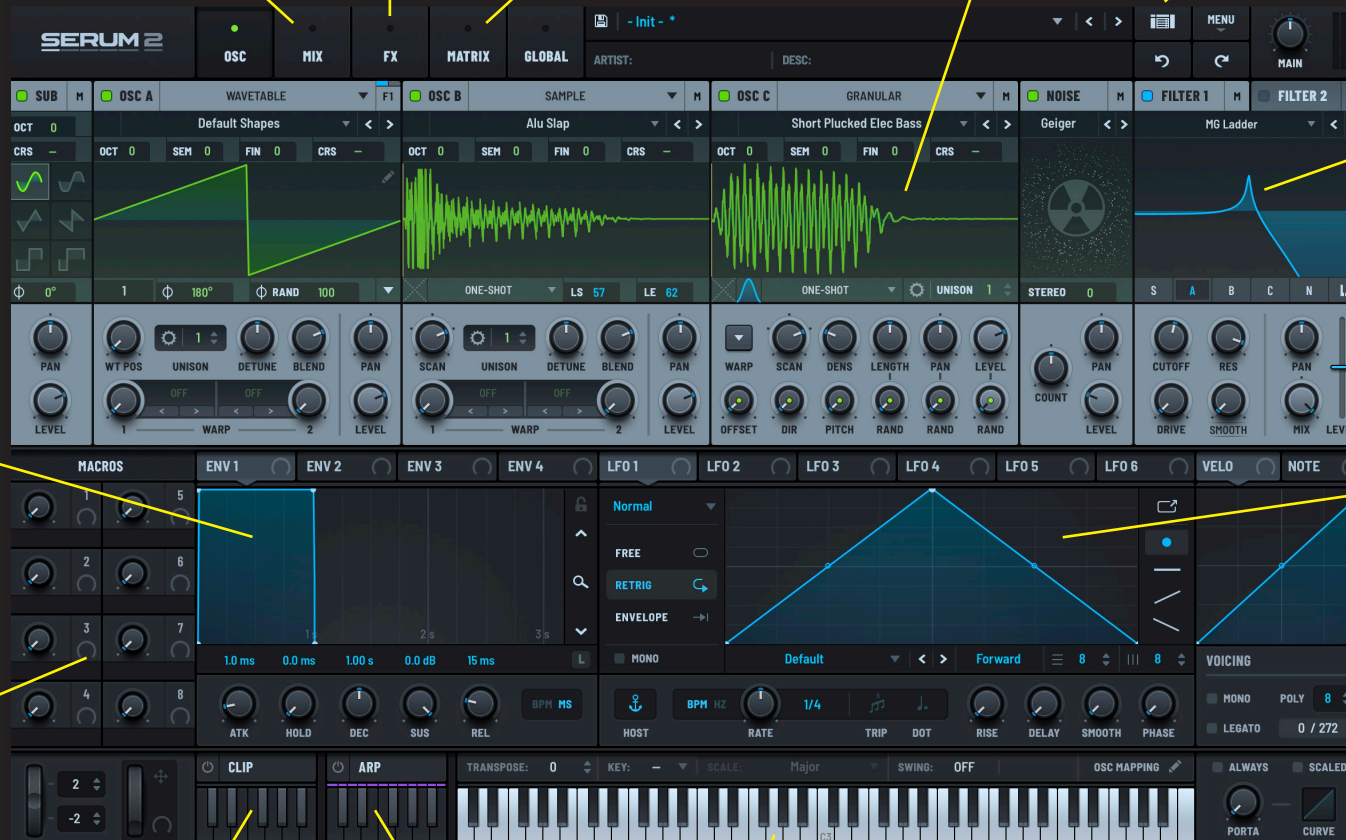 SERUM 2
OSC
MIX
FX
MATRIX
GLOBAL
- Init - *
ARTIST:
DESC:
MENU
MAIN
SUB M
OSC A WAVETABLE F1
OSC B SAMPLE M
OSC C GRANULAR M
NOISE M
FILTER 1 M
FILTER 2
OCT 0
CRS –
0°
Default Shapes
OCT 0 SEM 0 FIN 0 CRS –
1 180° RAND 100
Alu Slap
OCT 0 SEM 0 FIN 0 CRS –
ONE-SHOT LS 57 LE 62
Short Plucked Elec Bass
OCT 0 SEM 0 FIN 0 CRS –
ONE-SHOT UNISON 1
Geiger
STEREO 0
MG Ladder
S A B C N
PAN
LEVEL
WT POS 1 UNISON DETUNE BLEND PAN
OFF OFF
1 WARP 2 LEVEL
SCAN 1 UNISON DETUNE BLEND PAN
OFF OFF
1 WARP 2 LEVEL
WARP SCAN DENS LENGTH PAN LEVEL
OFFSET DIR PITCH RAND RAND RAND
COUNT PAN
LEVEL
CUTOFF RES PAN
DRIVE SMOOTH MIX LEV
MACROS
1 5
2 6
3 7
4 8
ENV 1 ENV 2 ENV 3 ENV 4
1s 2s 3s
1.0 ms 0.0 ms 1.00 s 0.0 dB 15 ms L
ATK HOLD DEC SUS REL BPM MS
LFO 1 LFO 2 LFO 3 LFO 4 LFO 5 LFO 6
Normal
FREE
RETRIG
ENVELOPE
MONO
Default Forward 8 8
HOST BPM HZ RATE 1/4 TRIP DOT RISE DELAY SMOOTH PHASE
VELO NOTE
VOICING
MONO POLY 8
LEGATO 0 / 272
2
-2
CLIP
ARP
TRANSPOSE: 0 KEY: – SCALE: Major SWING: OFF OSC MAPPING
C3
ALWAYS SCALED
PORTA CURVE